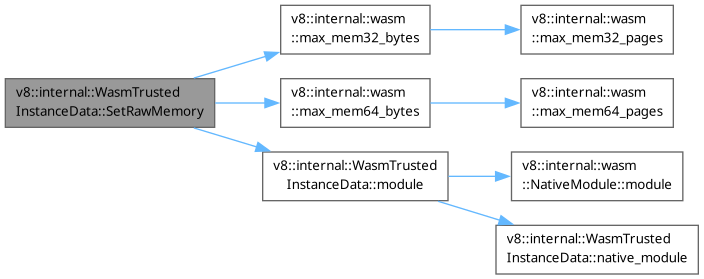 v8::internal::wasm
::max_mem32_bytes
v8::internal::wasm
::max_mem32_pages
v8::internal::WasmTrusted
InstanceData::SetRawMemory
v8::internal::wasm
::max_mem64_bytes
v8::internal::wasm
::max_mem64_pages
v8::internal::WasmTrusted
InstanceData::module
v8::internal::wasm
::NativeModule::module
v8::internal::WasmTrusted
InstanceData::native_module